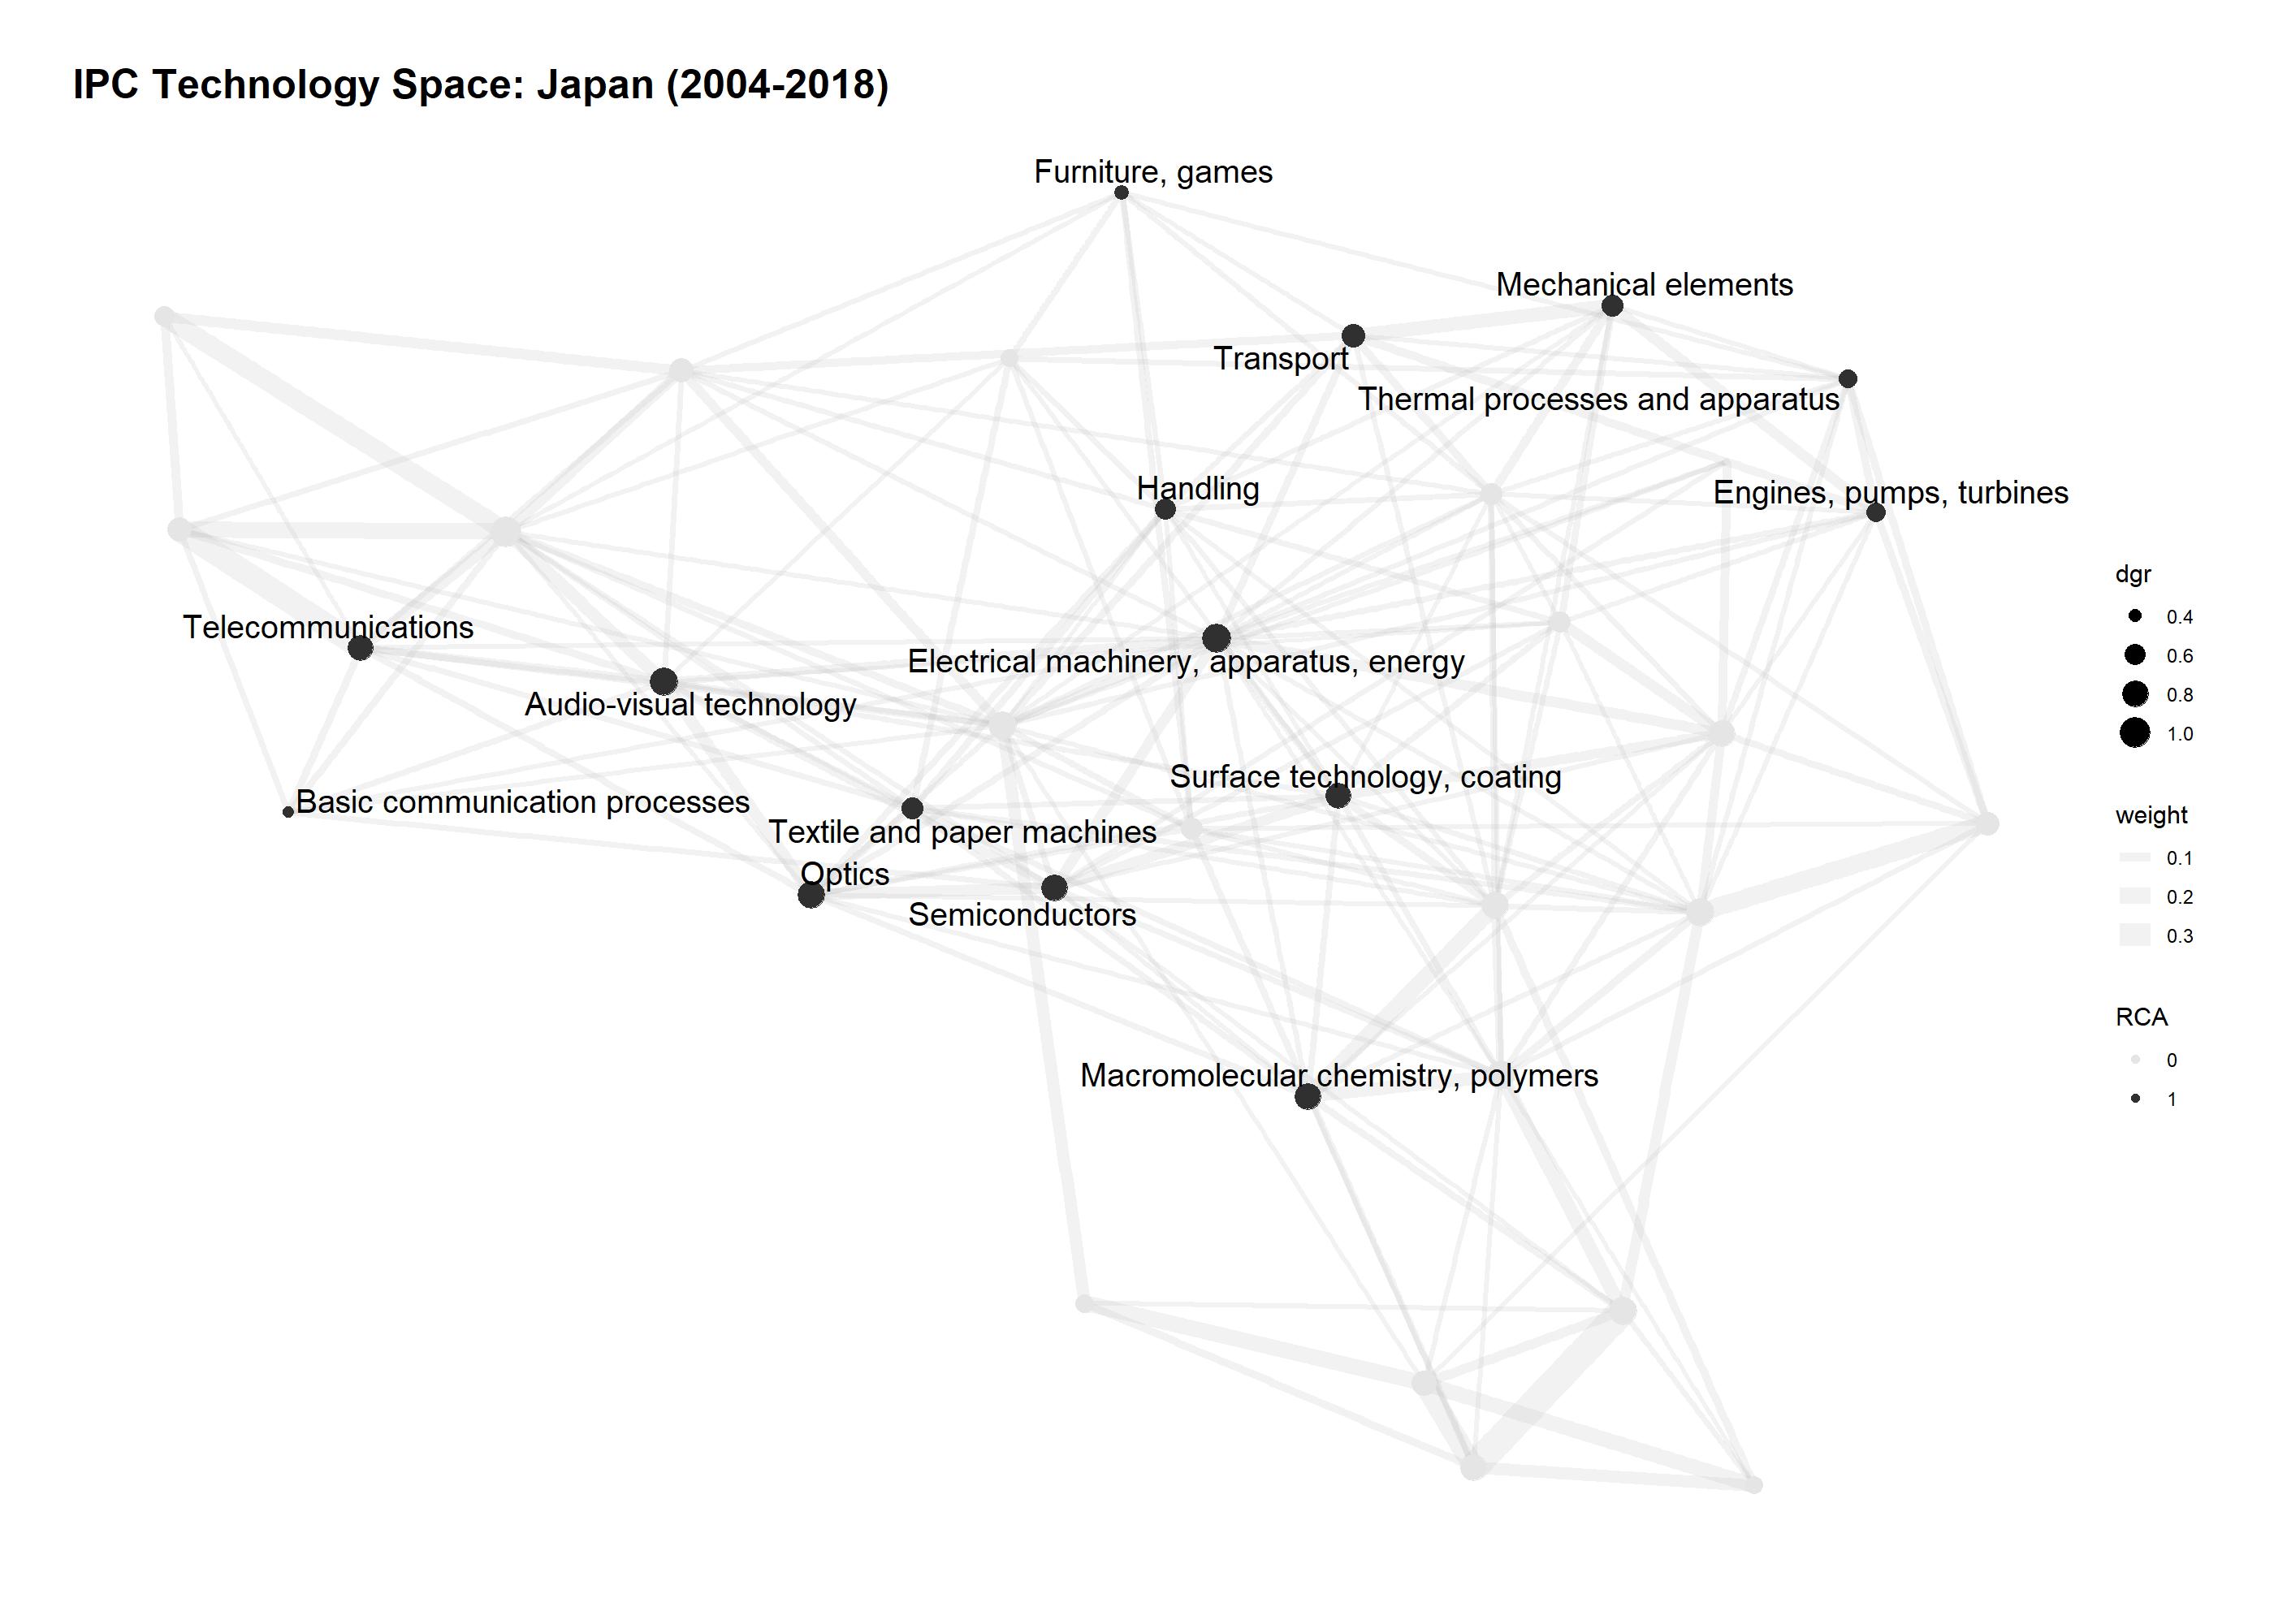 IPC Technology Space: Japan (2004-2018)
Furniture, games
Mechanical elements
Transport
Thermal processes and apparatus
Handling
Engines, pumps, turbines
Telecommunications
Electrical machinery, apparatus, energy
Audio-visual technology
Surface technology, coating
Basic communication processes
Textile and paper machines
Optics
Semiconductors
Macromolecular chemistry, polymers
dgr
0.4
0.6
0.8
1.0
weight
0.1
0.2
0.3
RCA
0
1